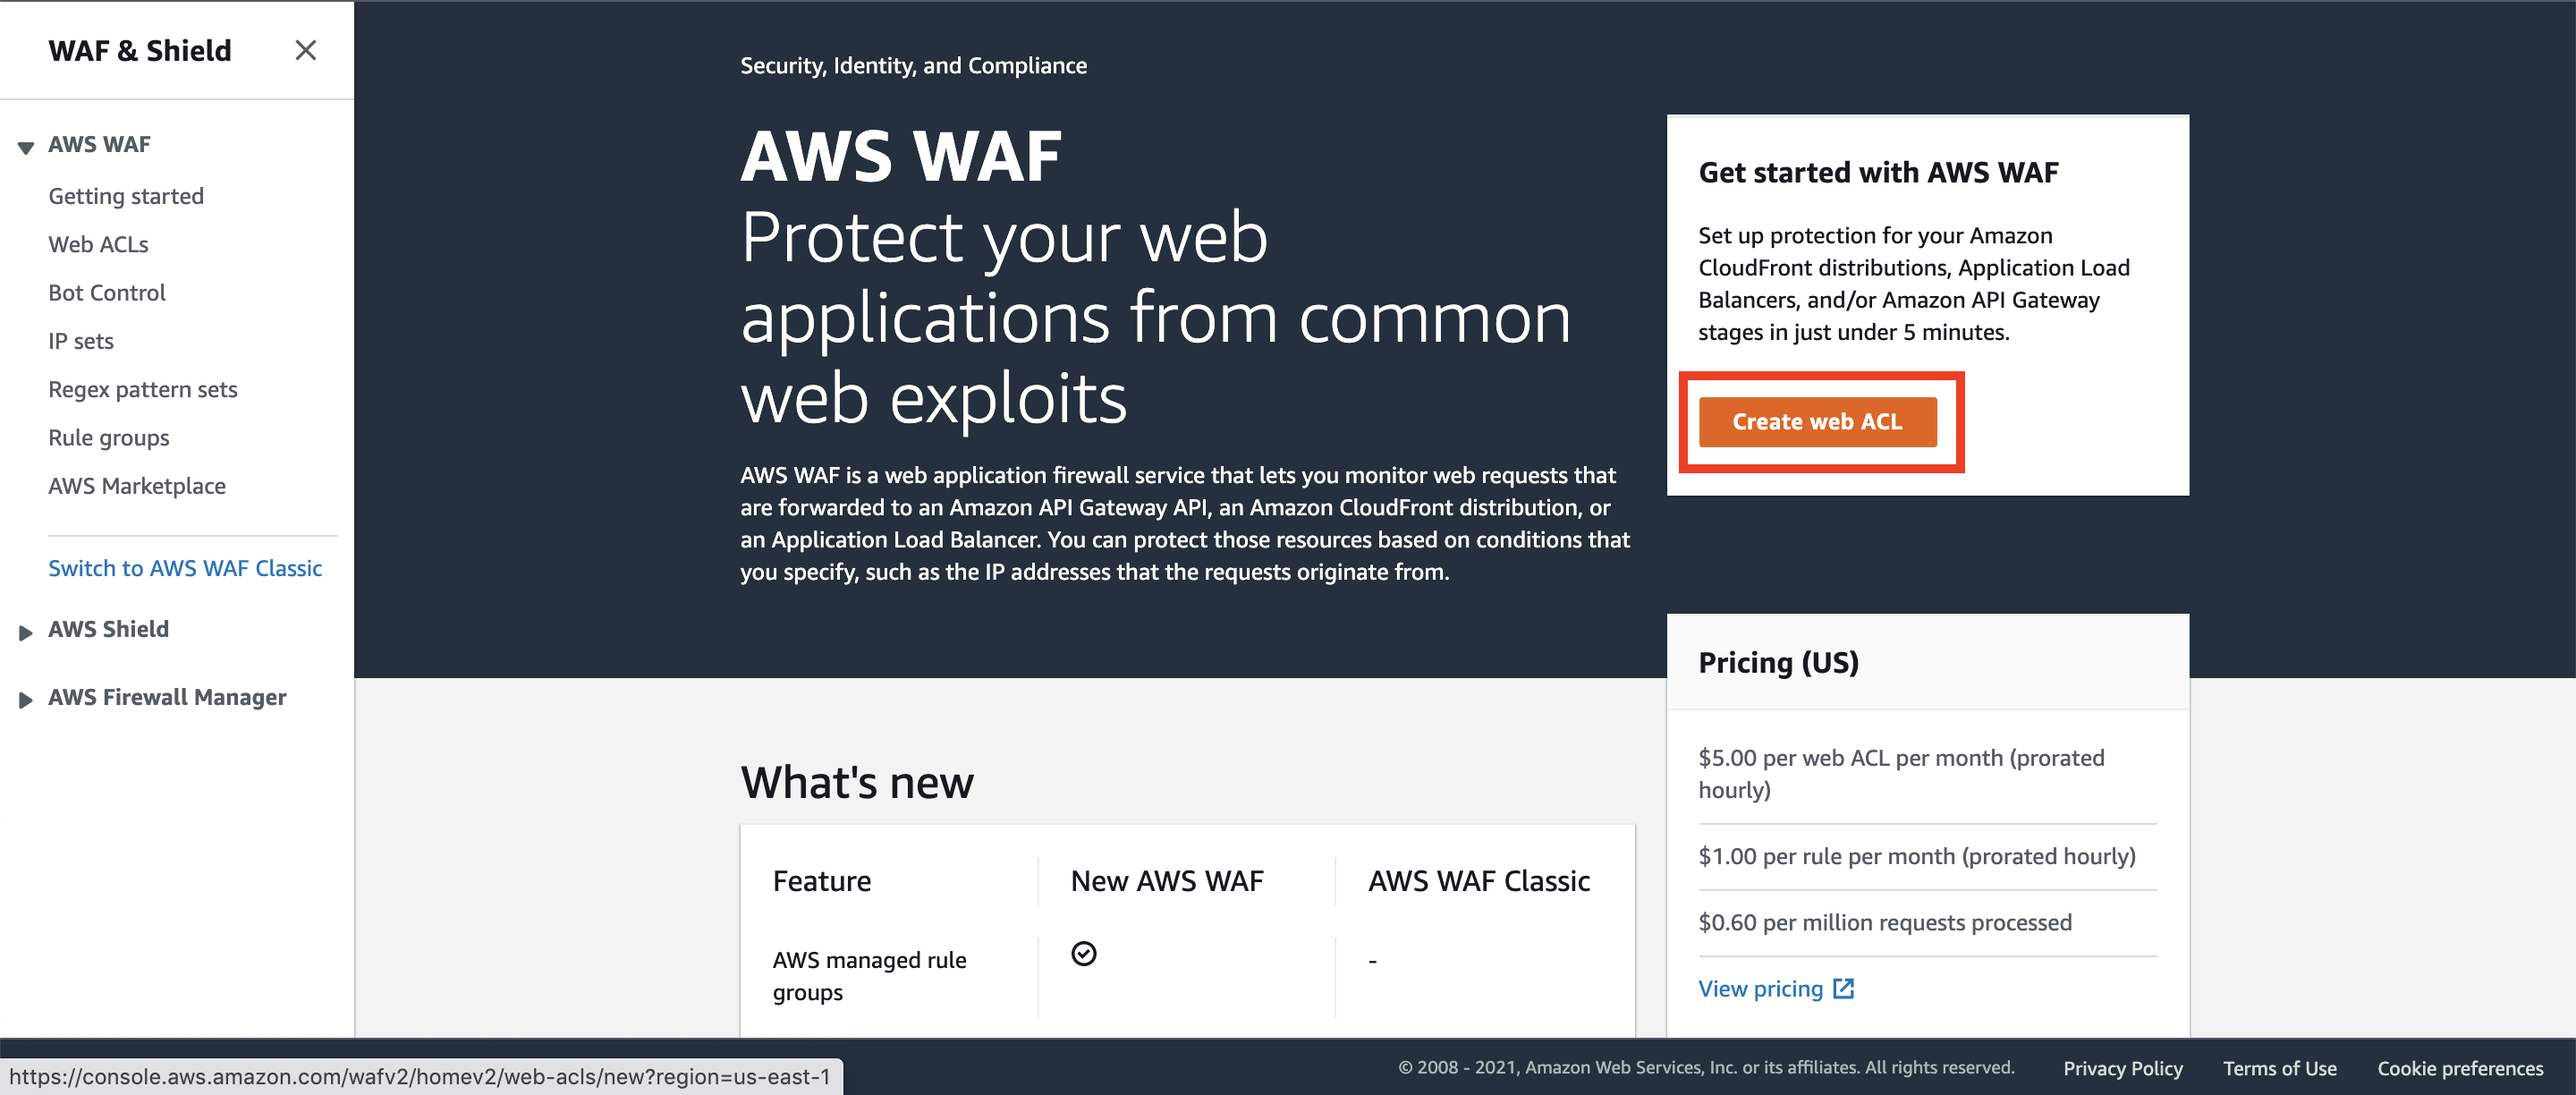 WAF & Shield
AWS WAF
Getting started
Web ACLs
Bot Control
IP sets
Regex pattern sets
Rule groups
AWS Marketplace
Switch to AWS WAF Classic
AWS Shield
AWS Firewall Manager
Security, Identity, and Compliance
AWS WAF
Protect your web
applications from common
web exploits
AWS WAF is a web application firewall service that lets you monitor web requests that
are forwarded to an Amazon API Gateway API, an Amazon CloudFront distribution, or
an Application Load Balancer. You can protect those resources based on conditions that
you specify, such as the IP addresses that the requests originate from.
Get started with AWS WAF
Set up protection for your Amazon
CloudFront distributions, Application Load
Balancers, and/or Amazon API Gateway
stages in just under 5 minutes.
Create web ACL
Pricing (US)
$5.00 per web ACL per month (prorated
hourly)
$1.00 per rule per month (prorated hourly)
$0.60 per million requests processed
View pricing
What's new
Feature
New AWS WAF
AWS WAF Classic
AWS managed rule
groups
-
https://console.aws.amazon.com/wafv2/homev2/web-acls/new?region=us-east-1
© 2008 - 2021, Amazon Web Services, Inc. or its affiliates. All rights reserved.
Privacy Policy
Terms of Use
Cookie preferences